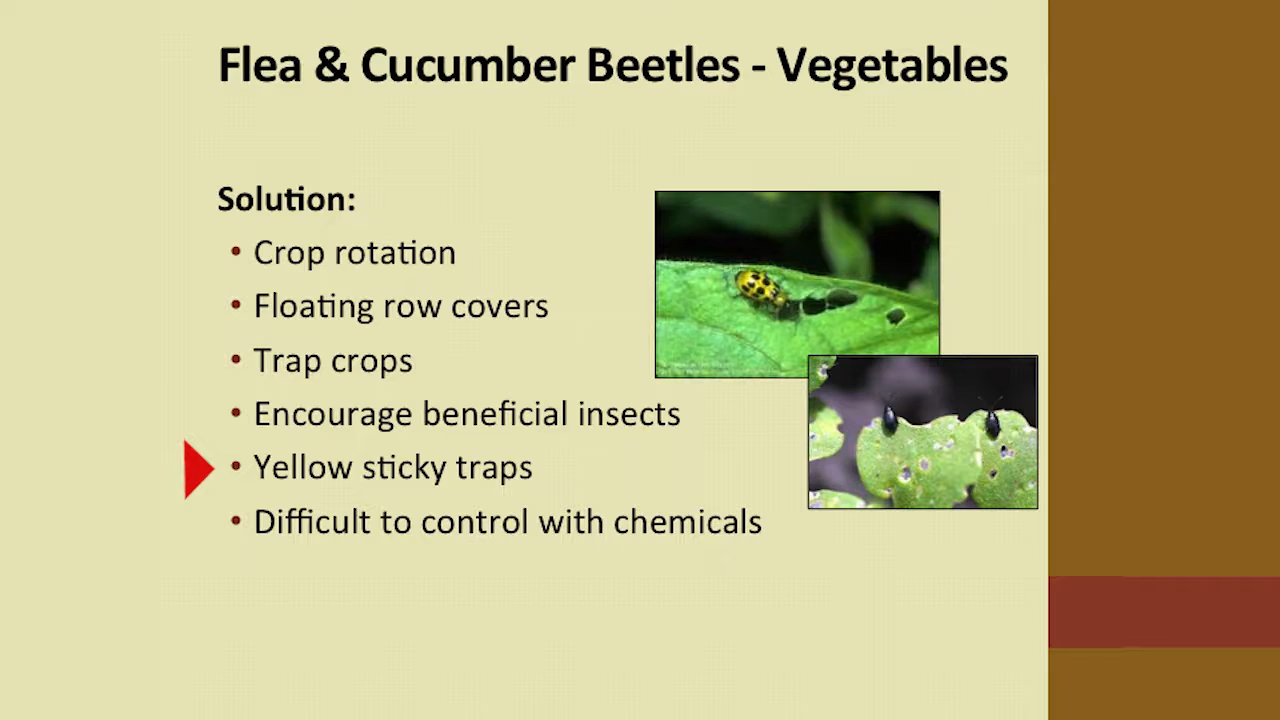 Flea & Cucumber Beetles - Vegetables
Solution:
• Crop rotation
• Floating row covers
• Trap crops
• Encourage beneficial insects
• Yellow sticky traps
• Difficult to control with chemicals